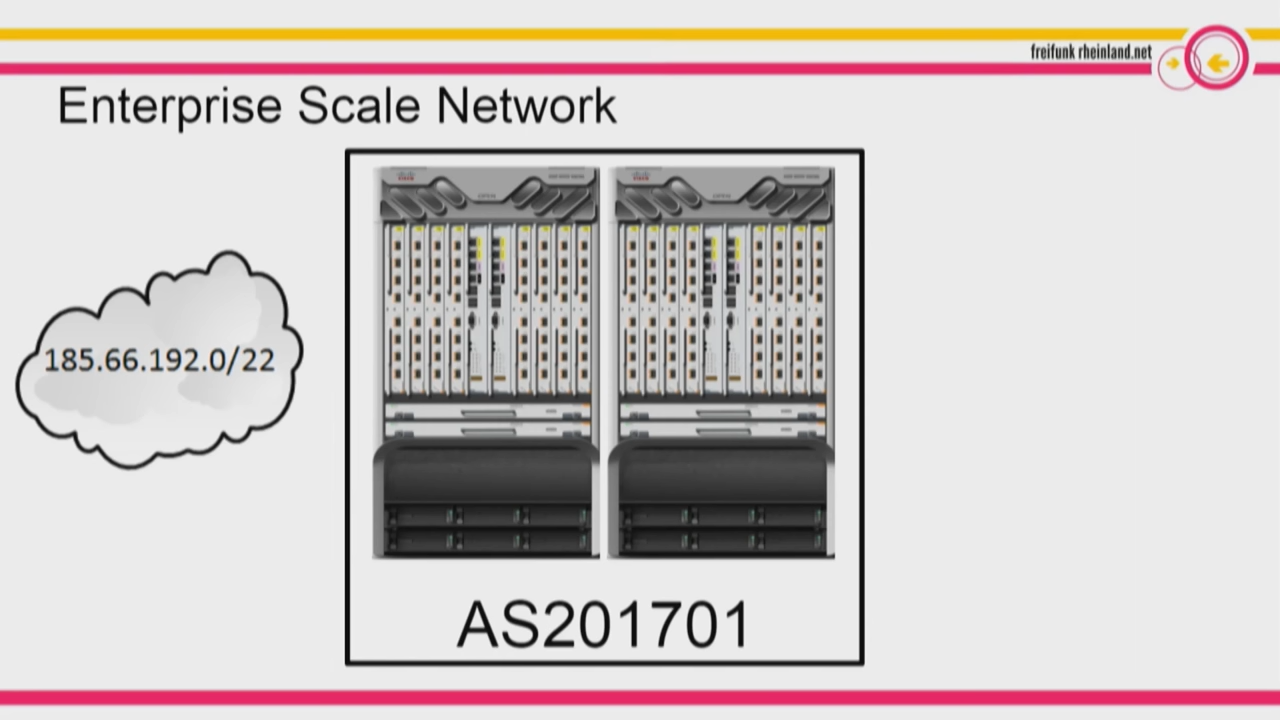 freifunk rheinland.net
Enterprise Scale Network
185.66.192.0/22
AS201701